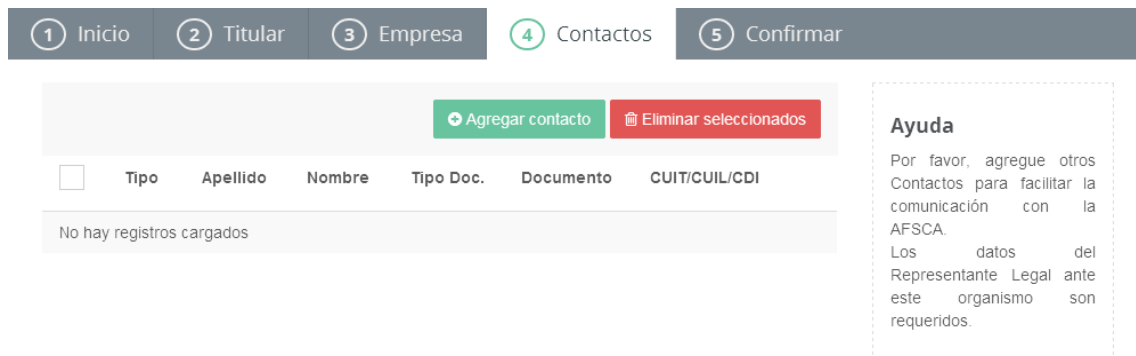 1 Inicio 2 Titular 3 Empresa 4 Contactos 5 Confirmar
Agregar contacto Eliminar seleccionados
Tipo Apellido Nombre Tipo Doc. Documento CUIT/CUIL/CDI
No hay registros cargados
Ayuda
Por favor, agregue otros
Contactos para facilitar la
comunicación con la
AFSCA.
Los datos del
Representante Legal ante
este organismo son
requeridos.